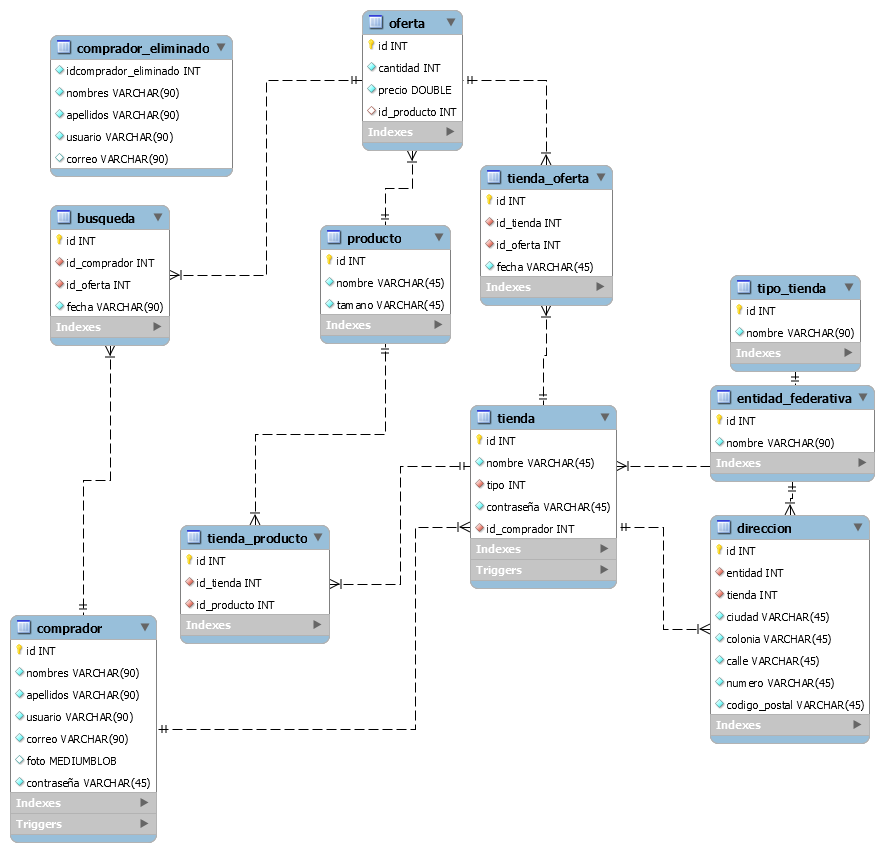 comprador_eliminado
idcomprador_eliminado INT
nombres VARCHAR(90)
apellidos VARCHAR(90)
usuario VARCHAR(90)
correo VARCHAR(90)
oferta
id INT
cantidad INT
precio DOUBLE
id_producto INT
Indexes
tienda_oferta
id INT
id_tienda INT
id_oferta INT
fecha VARCHAR(45)
Indexes
busqueda
id INT
id_comprador INT
id_oferta INT
fecha VARCHAR(90)
Indexes
producto
id INT
nombre VARCHAR(45)
tamano VARCHAR(45)
Indexes
tipo_tienda
id INT
nombre VARCHAR(90)
Indexes
entidad_federativa
id INT
nombre VARCHAR(90)
Indexes
tienda
id INT
nombre VARCHAR(45)
tipo INT
contraseña VARCHAR(45)
id_comprador INT
Indexes
Triggers
direccion
id INT
entidad INT
tienda INT
ciudad VARCHAR(45)
colonia VARCHAR(45)
calle VARCHAR(45)
numero VARCHAR(45)
codigo_postal VARCHAR(45)
Indexes
tienda_producto
id INT
id_tienda INT
id_producto INT
Indexes
comprador
id INT
nombres VARCHAR(90)
apellidos VARCHAR(90)
usuario VARCHAR(90)
correo VARCHAR(90)
foto MEDIUMBLOB
contraseña VARCHAR(45)
Indexes
Triggers